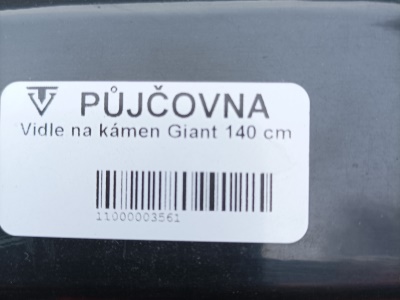 PŮJČOVNA
Vidle na kámen Giant 140 cm
11000003561